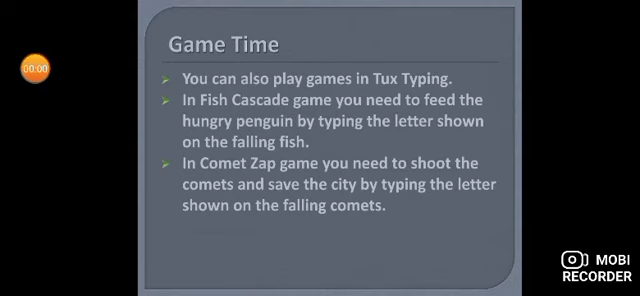 Game Time
00:00
➤ You can also play games in Tux Typing.
➤ In Fish Cascade game you need to feed the
hungry penguin by typing the letter shown
on the falling fish.
➤ In Comet Zap game you need to shoot the
comets and save the city by typing the letter
shown on the falling comets.
MOBI
RECORDER